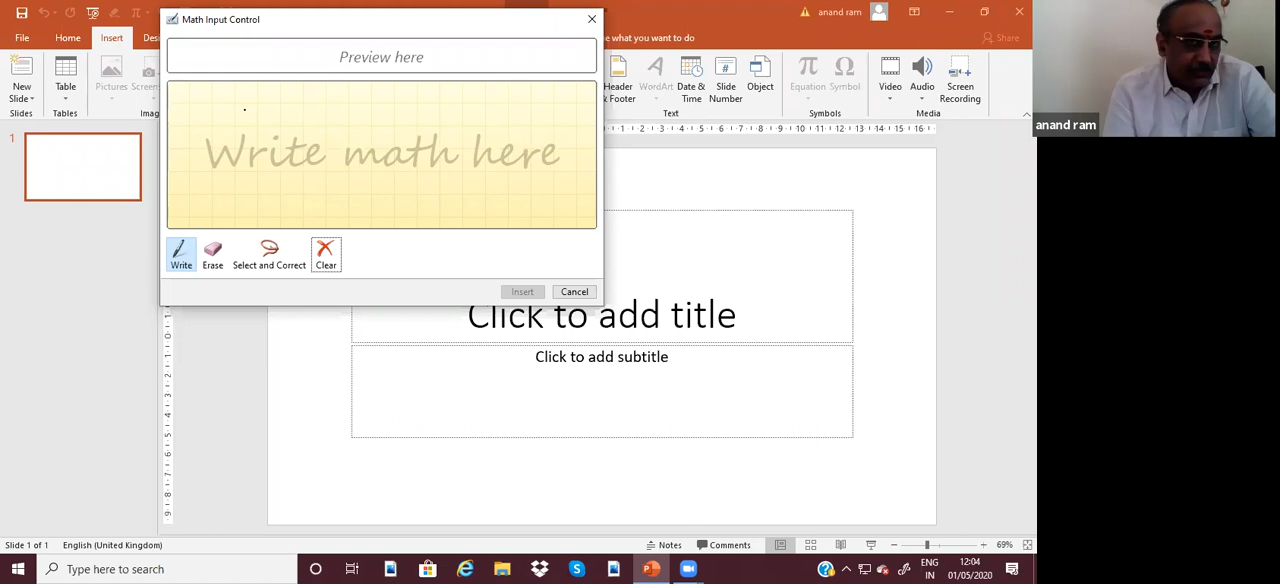 Math Input Control
anand ram
File Home Insert Des
e what you want to do
Share
Preview here
Write math here
New Slide
Table
Pictures
Screen
Header & Footer
WordArt
Date & Time
Slide Number
Object
Equation
Symbol
Video
Audio
Screen Recording
Slides
Tables
Imag
Text
Symbols
Media
anand ram
1
Write
Erase
Select and Correct
Clear
Insert
Cancel
Click to add title
Click to add subtitle
Slide 1 of 1
English (United Kingdom)
Notes
Comments
69%
Type here to search
ENG
IN
12:04
01/05/2020